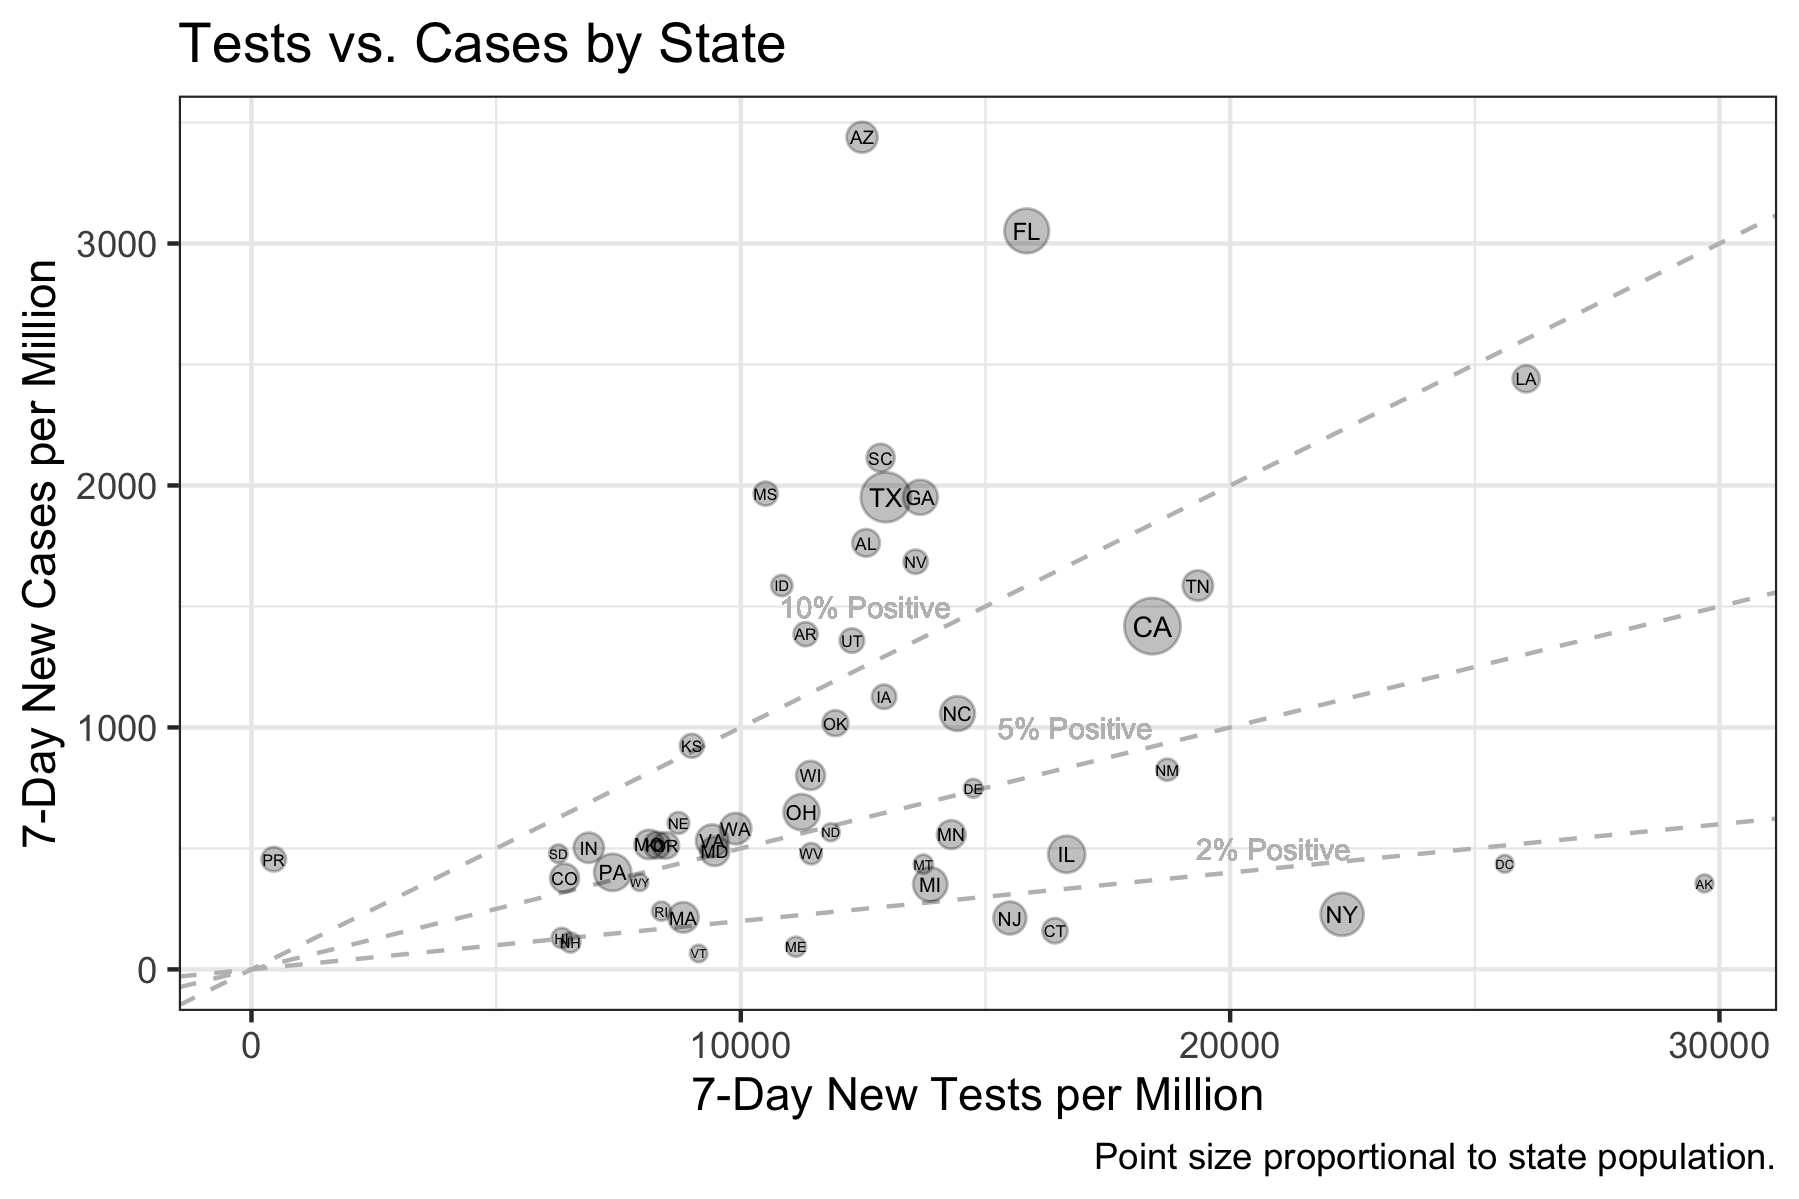 Tests vs. Cases by State
7-Day New Cases per Million
3000
2000
1000
0
AZ
FL
LA
SC
MS
TX
GA
AL
NV
ID
TN
10% Positive
CA
AR
UT
IA
NC
OK
5% Positive
KS
NM
WI
DE
OH
NE
WA
ND
MN
VA
MD
IN
SD
WV
IL
2% Positive
PR
MT
DC
PA
CO
WY
MI
AK
RI
MA
NJ
NY
CT
HI
NH
ME
VT
0
10000
20000
30000
7-Day New Tests per Million
Point size proportional to state population.